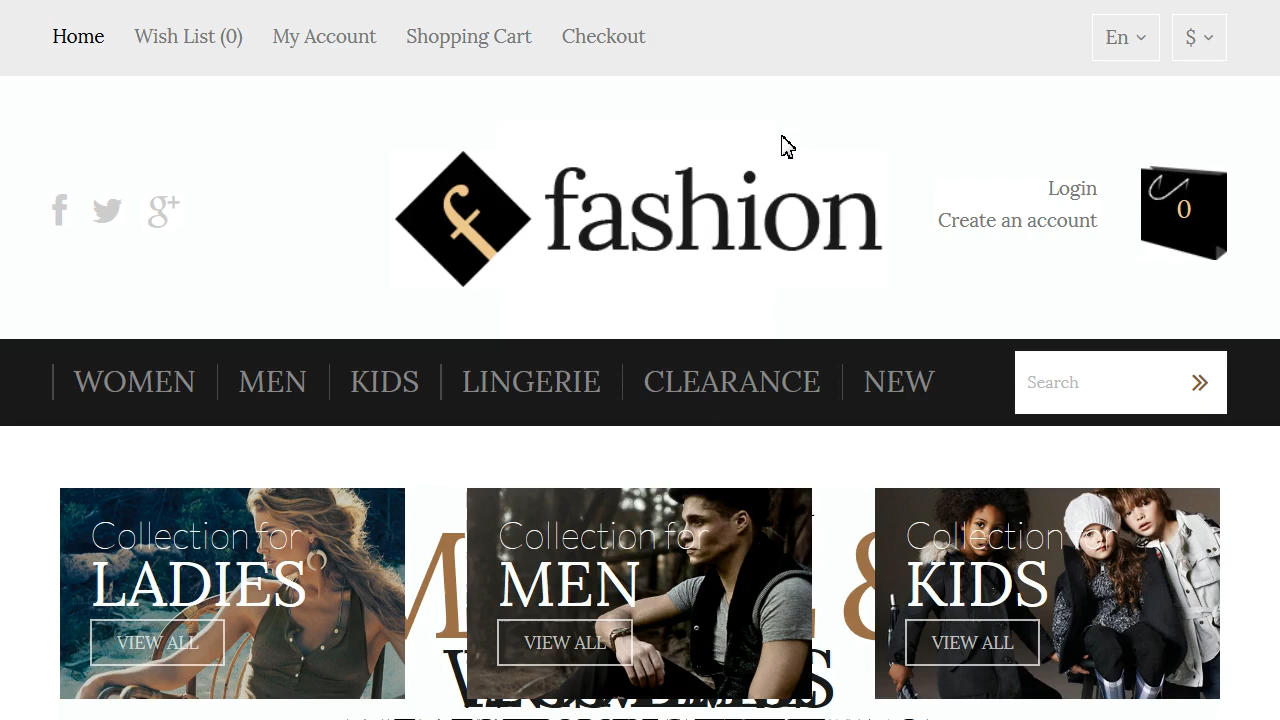 Home Wish List (0) My Account Shopping Cart Checkout En $
fashion
Login
Create an account
0
WOMEN MEN KIDS LINGERIE CLEARANCE NEW Search
Collection for
LADIES
VIEW ALL
Collection for
MEN
VIEW ALL
Collection for
KIDS
VIEW ALL